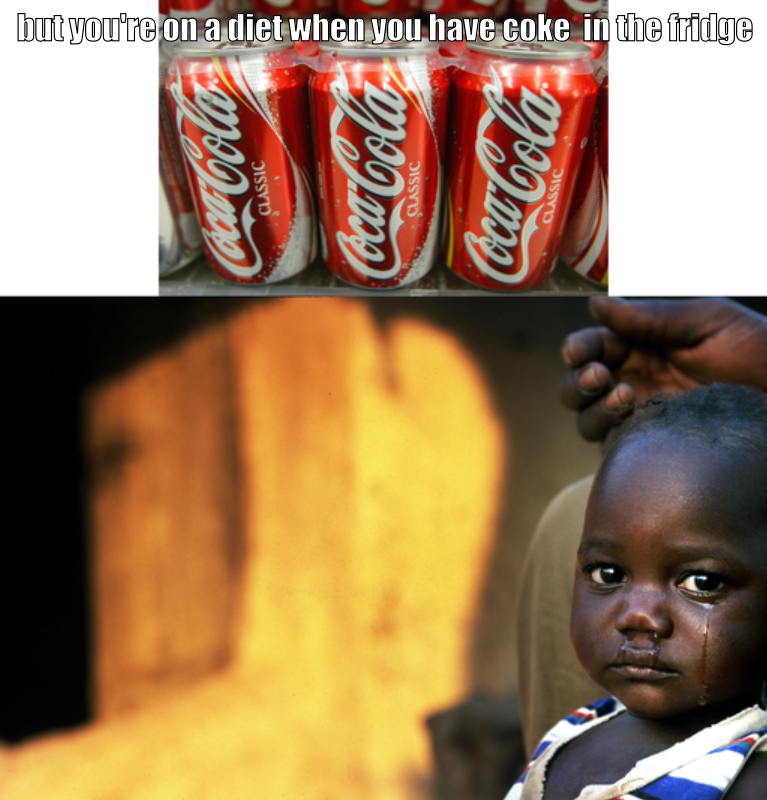 but you're on a diet when you have coke  in the fridge
Coca-Cola Coca-Cola Coca-Cola
CLASSIC CLASSIC CLASSIC